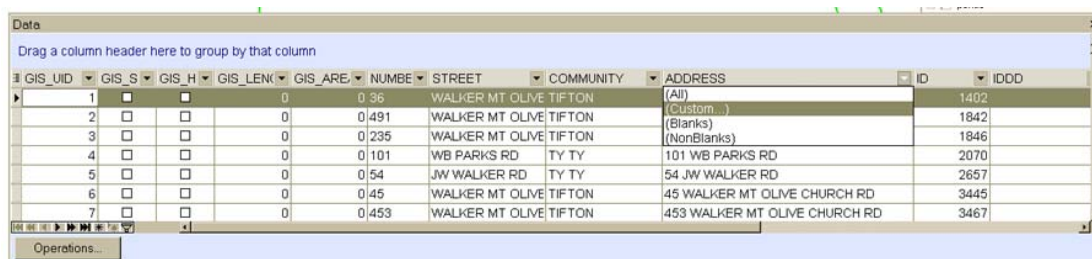 Data
Drag a column header here to group by that column
GIS_UID GIS_S GIS_H GIS_LEN( GIS_ARE NUMBE STREET COMMUNITY ADDRESS ID IDDD
1 0 0 36 WALKER MT OLIVE TIFTON (All) 1402
(Custom...)
2 0 0 491 WALKER MT OLIVE TIFTON (Blanks) 1842
3 0 0 235 WALKER MT OLIVE TIFTON (NonBlanks) 1846
4 0 0 101 WB PARKS RD TY TY 101 WB PARKS RD 2070
5 0 0 54 JW WALKER RD TY TY 54 JW WALKER RD 2657
6 0 0 45 WALKER MT OLIVE TIFTON 45 WALKER MT OLIVE CHURCH RD 3445
7 0 0 453 WALKER MT OLIVE TIFTON 453 WALKER MT OLIVE CHURCH RD 3467
Operations...